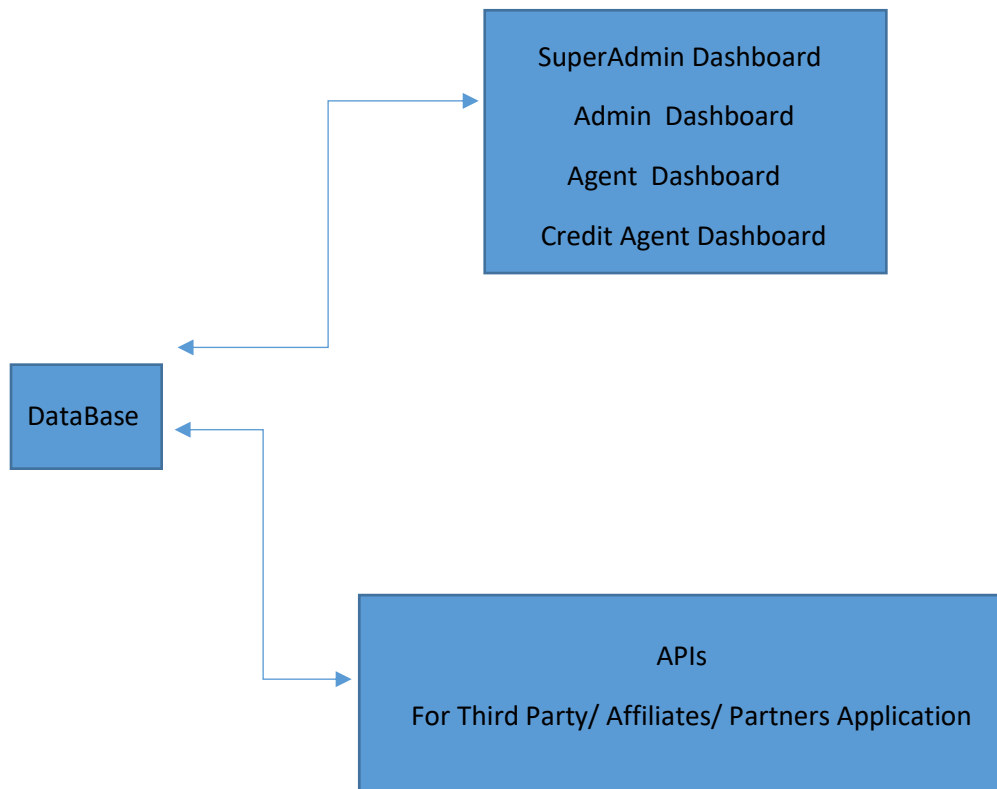 SuperAdmin Dashboard
Admin  Dashboard
Agent  Dashboard
Credit Agent Dashboard
DataBase
APIs
For Third Party/ Affiliates/ Partners Application